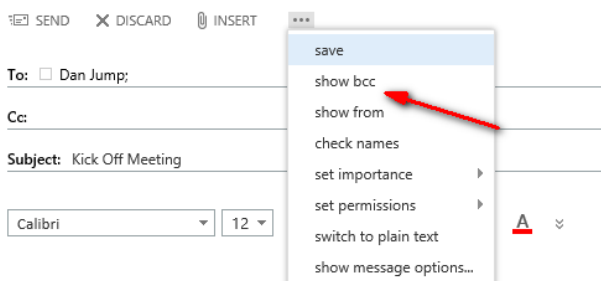 SEND DISCARD INSERT •••
save
To: Dan Jump;
show bcc
Cc:
show from
check names
Subject: Kick Off Meeting
set importance
set permissions
Calibri 12 A
switch to plain text
show message options...